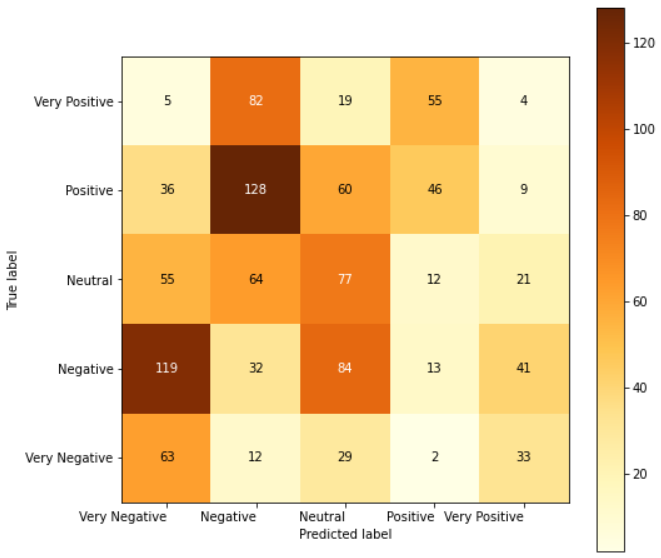 120
100
80
60
40
20
True label
Very Positive 5 82 19 55 4
Positive 36 128 60 46 9
Neutral 55 64 77 12 21
Negative 119 32 84 13 41
Very Negative 63 12 29 2 33
Very Negative Negative Neutral Positive Very Positive
Predicted label